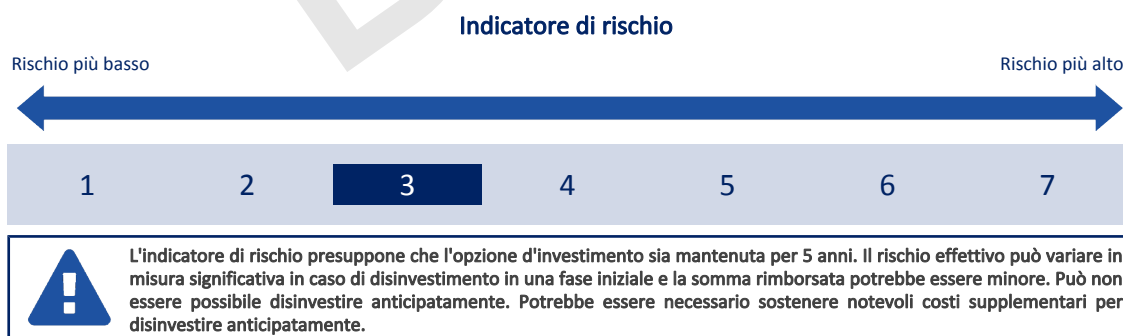 Indicatore di rischio
Rischio più basso
Rischio più alto
1 2 3 4 5 6 7
L'indicatore di rischio presuppone che l'opzione d'investimento sia mantenuta per 5 anni. Il rischio effettivo può variare in
misura significativa in caso di disinvestimento in una fase iniziale e la somma rimborsata potrebbe essere minore. Può non
essere possibile disinvestire anticipatamente. Potrebbe essere necessario sostenere notevoli costi supplementari per
disinvestire anticipatamente.